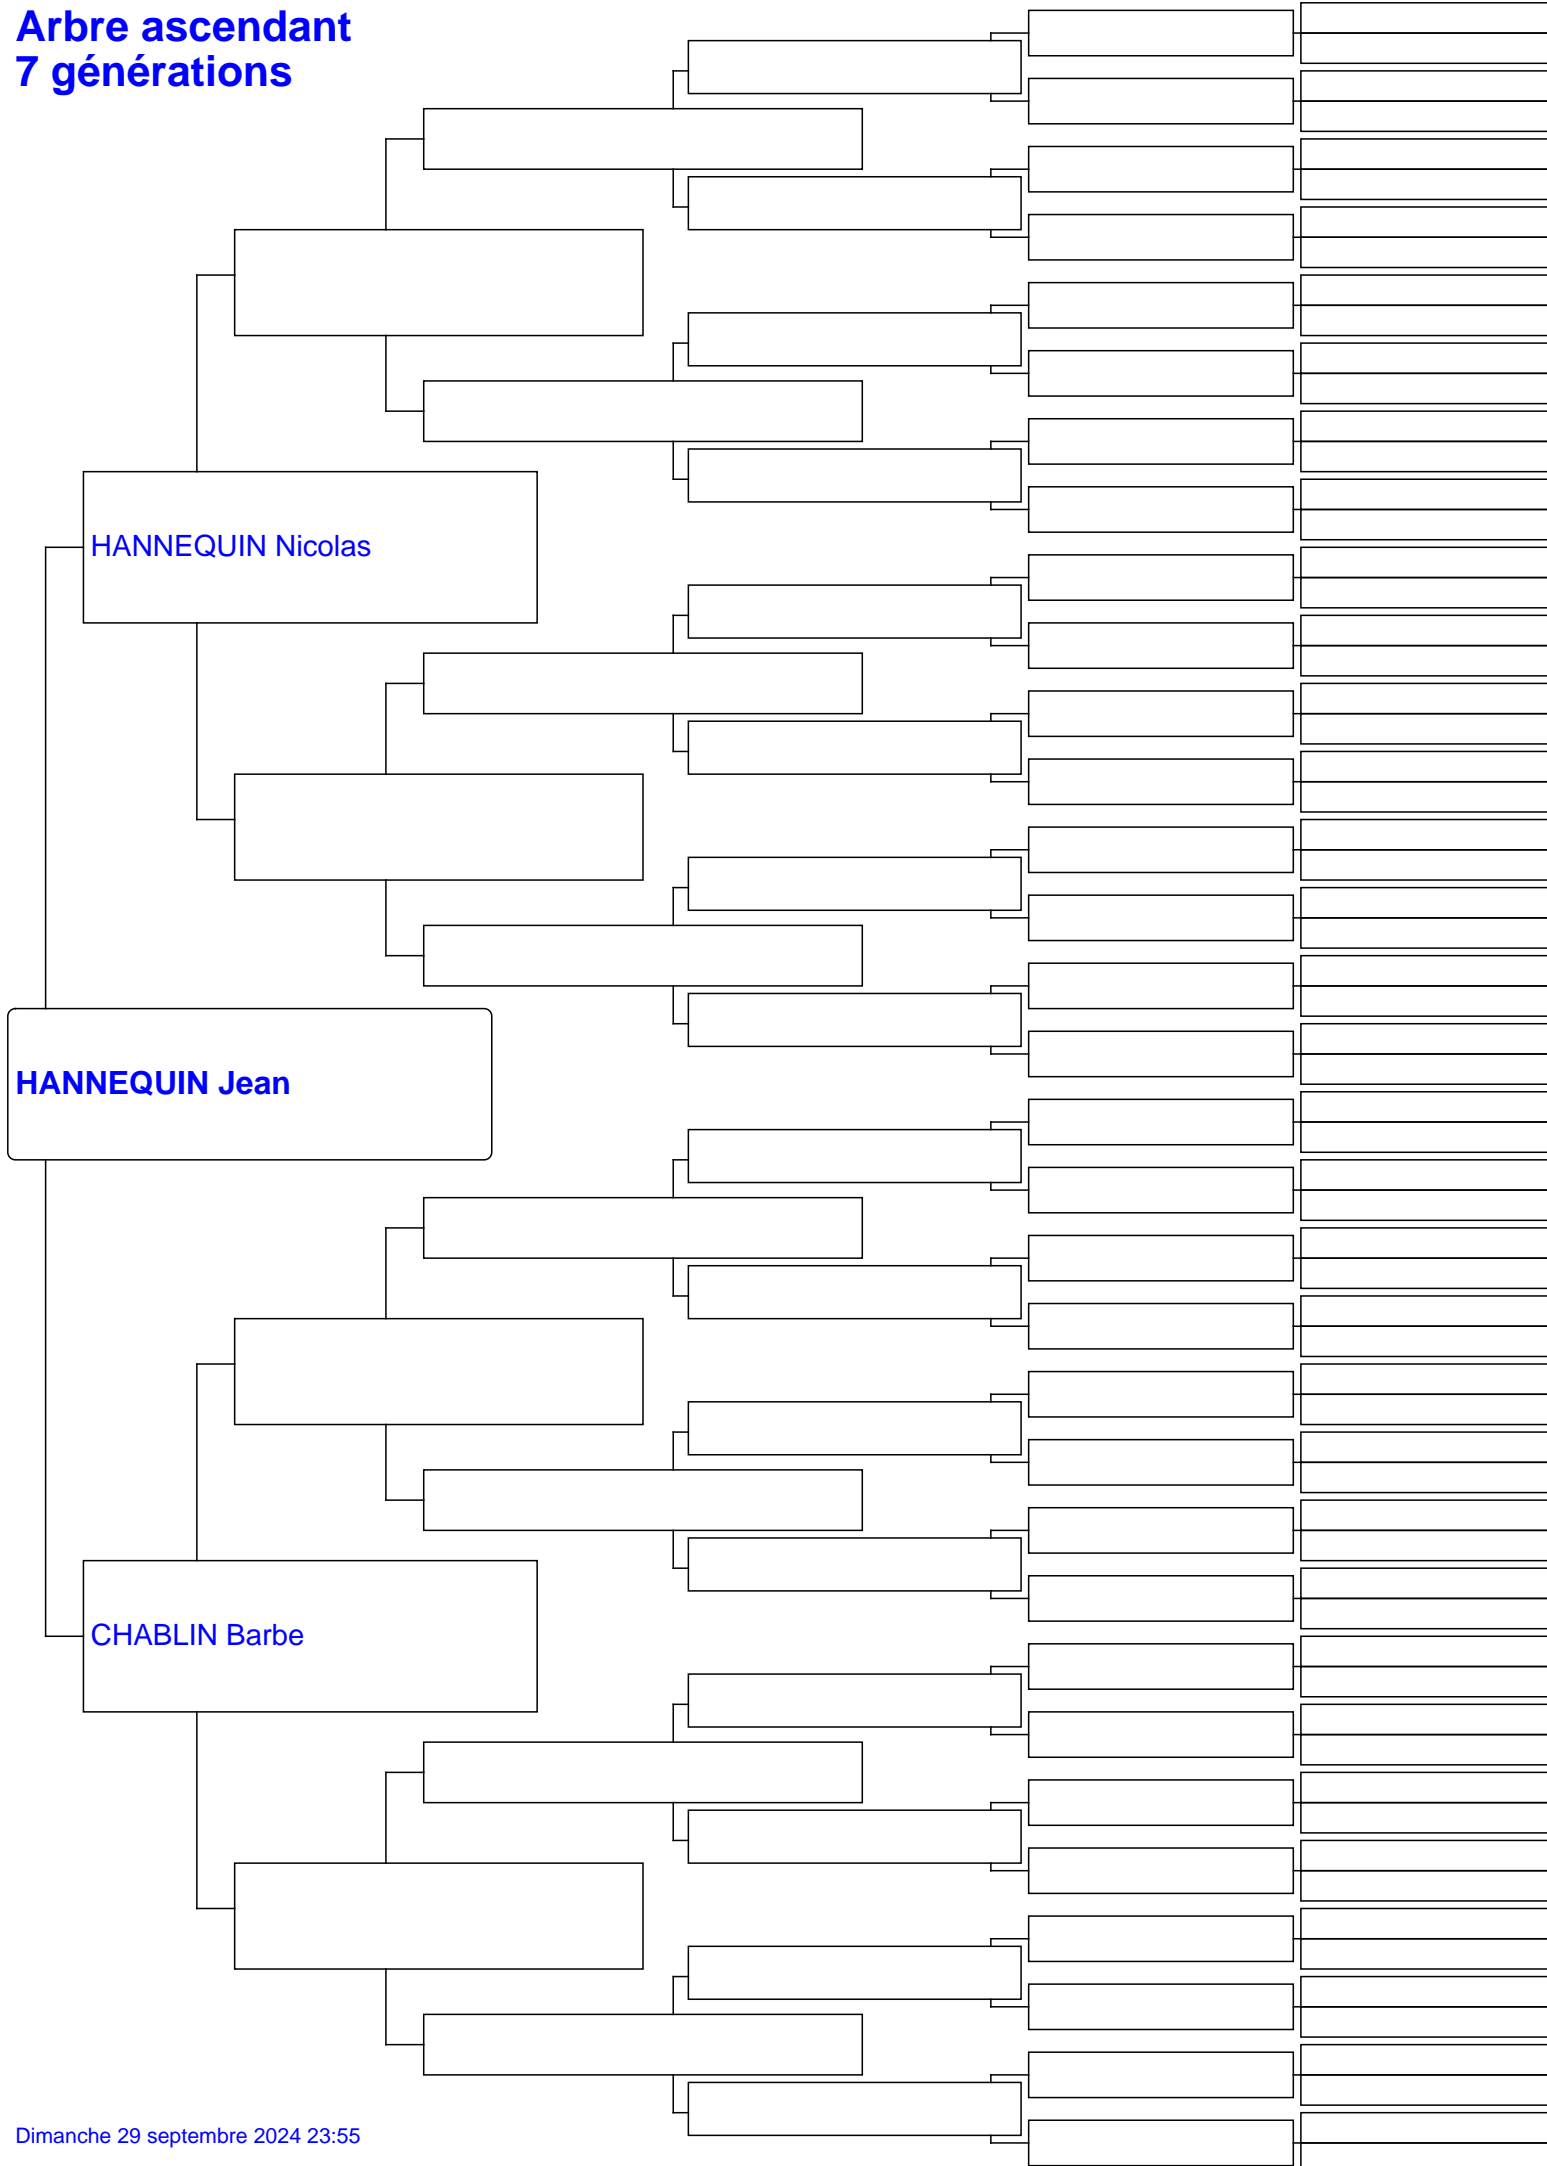 Arbre ascendant
7 générations
HANNEQUIN Nicolas
HANNEQUIN Jean
CHABLIN Barbe
Dimanche 29 septembre 2024 23:55